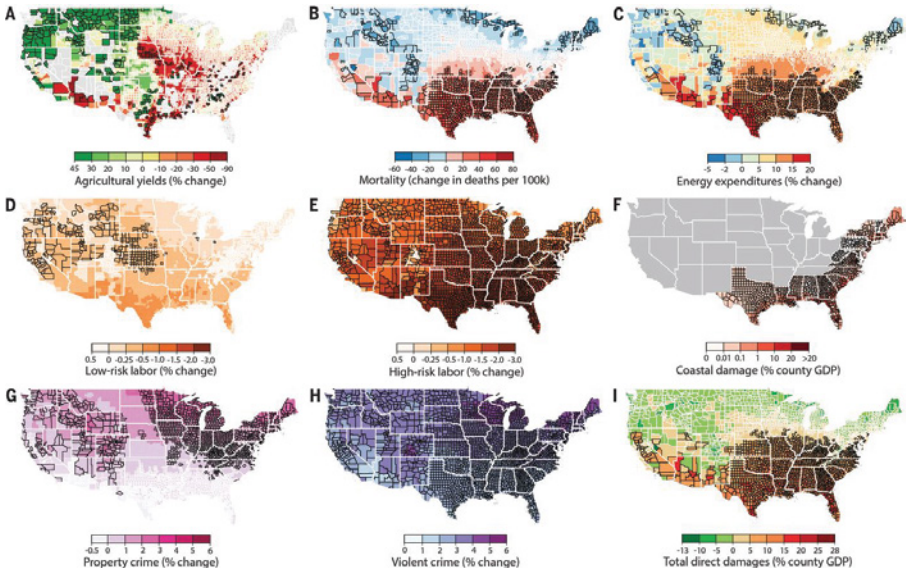 A
B
C
45 30 20 10 0 -10 -20 -30 -50 -90
Agricultural yields (% change)
-60 -40 -20 0 20 40 60 80
Mortality (change in deaths per 100k)
-5 -2 0 5 10 15 20
Energy expenditures (% change)
D
E
F
0.5 0 -0.25 -0.5 -1.0 -1.5 -2.0 -3.0
Low-risk labor (% change)
0.5 0 -0.25 -0.5 -1.0 -1.5 -2.0 -3.0
High-risk labor (% change)
0 0.01 0.1 1 10 20 >20
Coastal damage (% county GDP)
G
H
I
-0.5 0 1 2 3 4 5 6
Property crime (% change)
0 1 2 3 4 5 6
Violent crime (% change)
-13 -10 -5 0 5 10 15 20 28
Total direct damages (% county GDP)